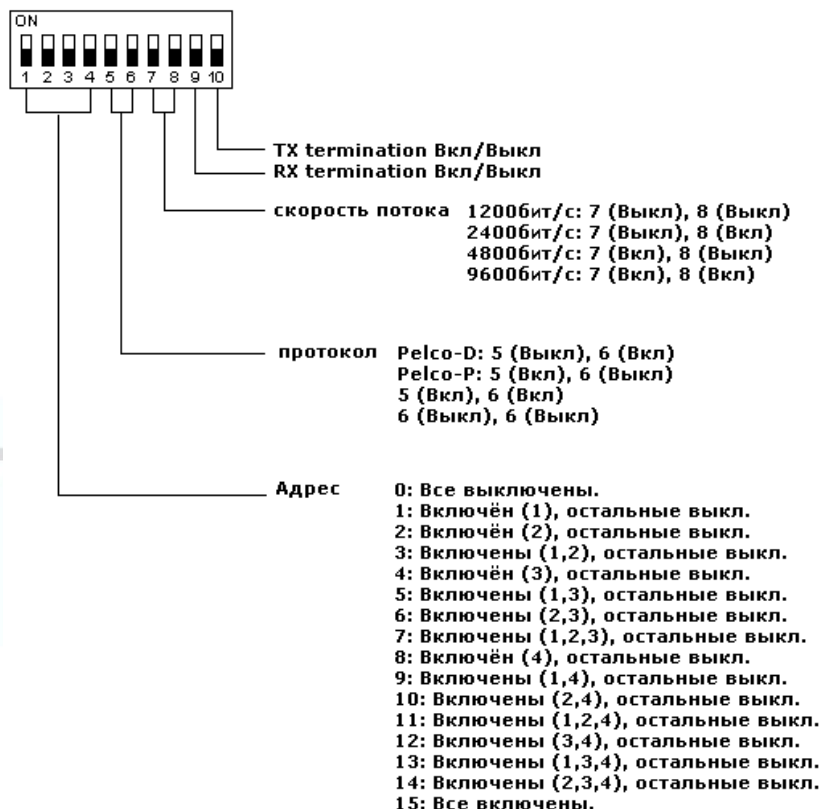 ON
1 2 3 4 5 6 7 8 9 10
TX termination Вкл/Выкл
RX termination Вкл/Выкл
скорость потока 1200бит/с: 7 (Выкл), 8 (Выкл)
2400бит/с: 7 (Выкл), 8 (Вкл)
4800бит/с: 7 (Вкл), 8 (Выкл)
9600бит/с: 7 (Вкл), 8 (Вкл)
протокол Pelco-D: 5 (Выкл), 6 (Вкл)
Pelco-P: 5 (Вкл), 6 (Выкл)
5 (Вкл), 6 (Вкл)
6 (Выкл), 6 (Выкл)
Адрес 0: Все выключены.
1: Включён (1), остальные выкл.
2: Включён (2), остальные выкл.
3: Включены (1,2), остальные выкл.
4: Включён (3), остальные выкл.
5: Включены (1,3), остальные выкл.
6: Включены (2,3), остальные выкл.
7: Включены (1,2,3), остальные выкл.
8: Включён (4), остальные выкл.
9: Включены (1,4), остальные выкл.
10: Включены (2,4), остальные выкл.
11: Включены (1,2,4), остальные выкл.
12: Включены (3,4), остальные выкл.
13: Включены (1,3,4), остальные выкл.
14: Включены (2,3,4), остальные выкл.
15: Все включены.